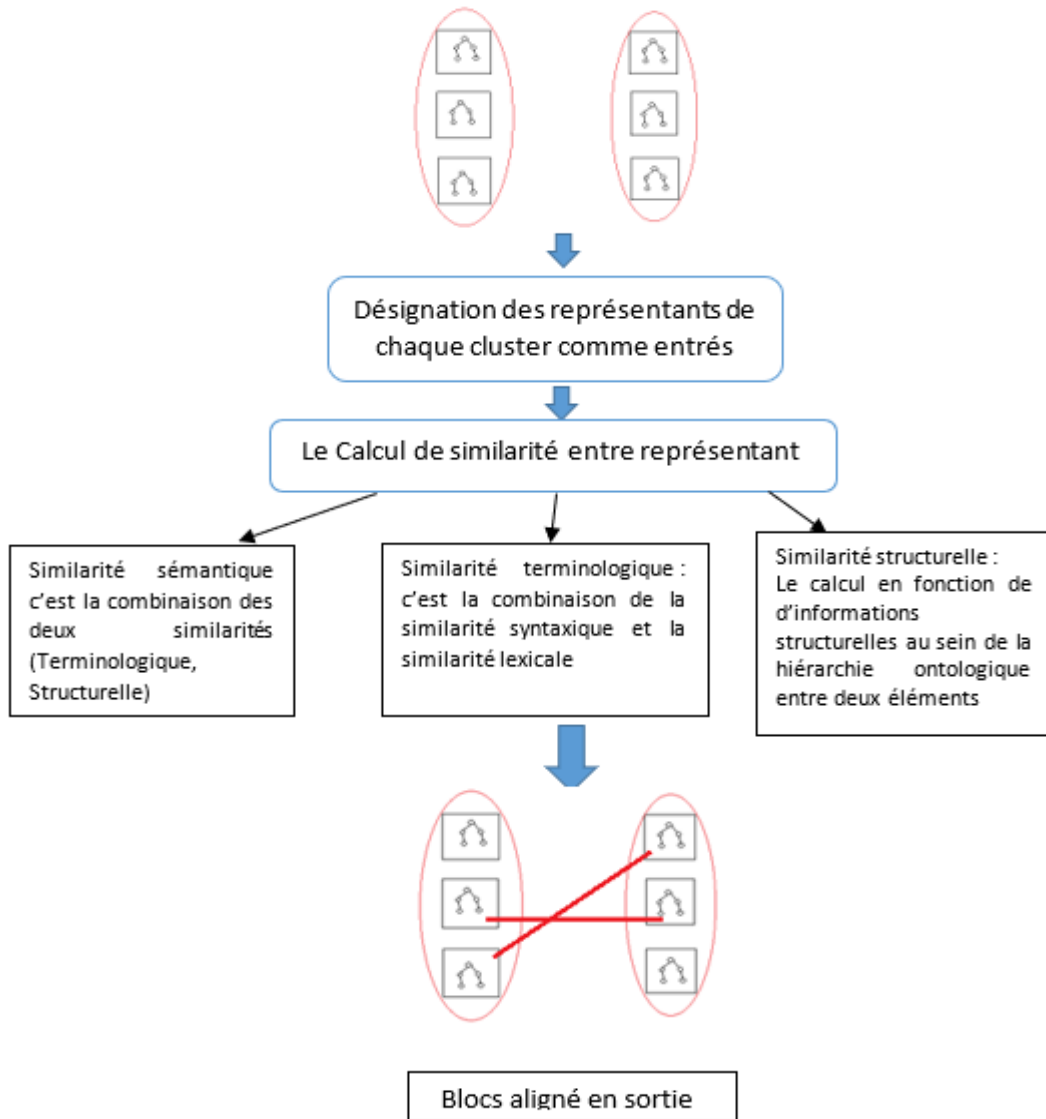 Désignation des représentants de
chaque cluster comme entrés
Le Calcul de similarité entre représentant
Similarité sémantique
c’est la combinaison des
deux similarités
(Terminologique,
Structurelle)
Similarité terminologique :
c’est la combinaison de la
similarité syntaxique et la
similarité lexicale
Similarité structurelle :
Le calcul en fonction de
d’informations
structurelles au sein de la
hiérarchie ontologique
entre deux éléments
Blocs aligné en sortie